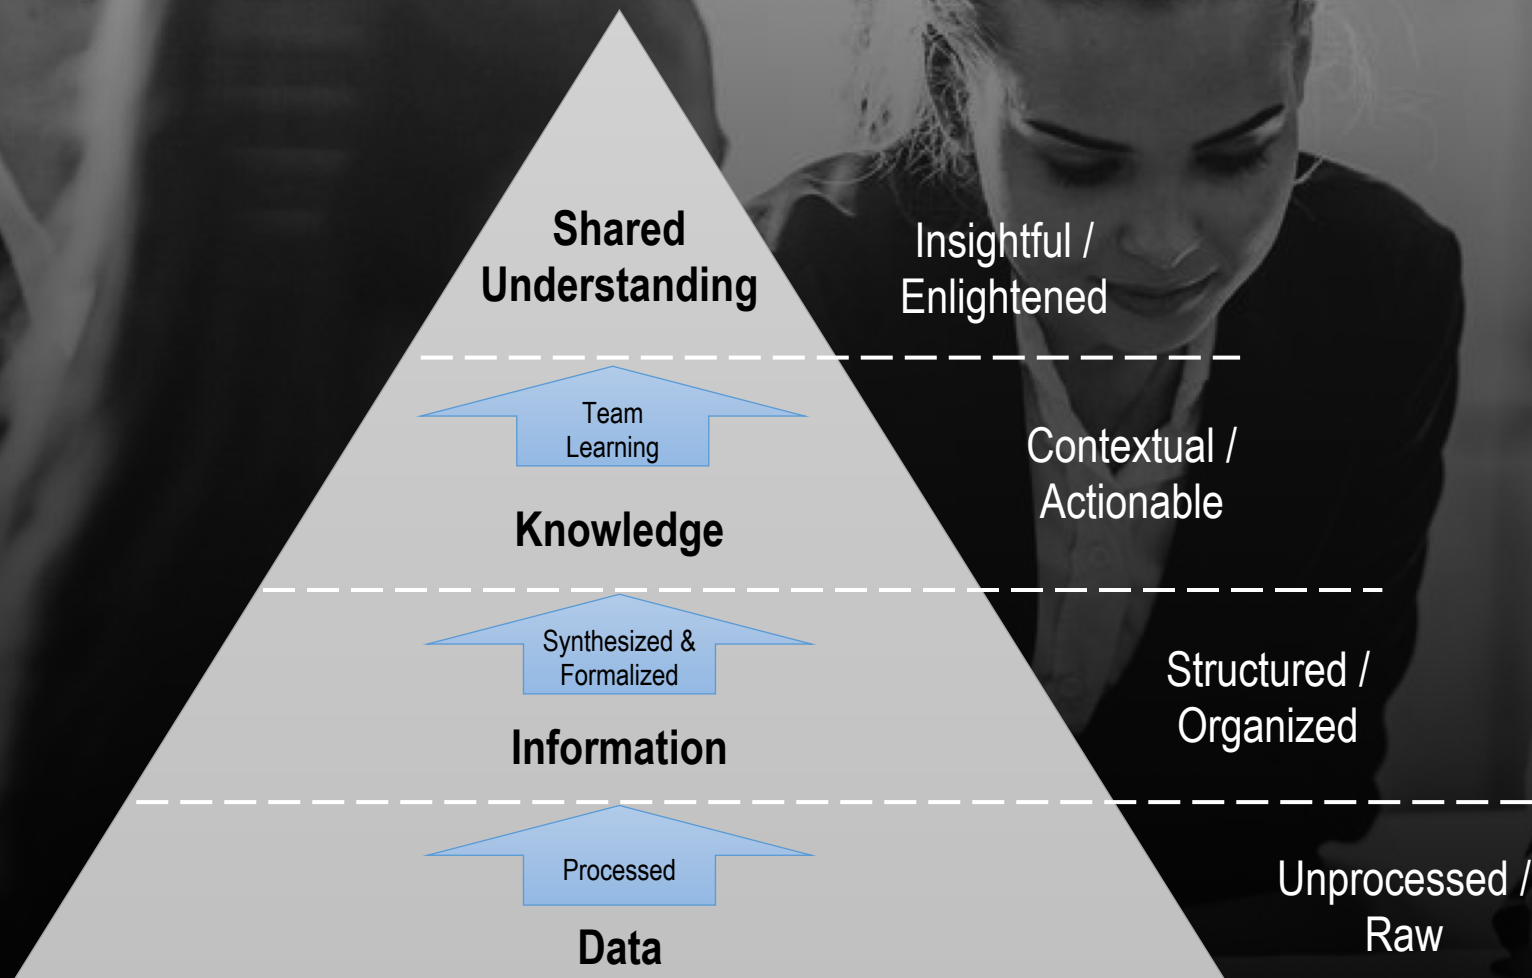 Shared
Understanding
Insightful /
Enlightened
Team
Learning
Contextual /
Actionable
Knowledge
Synthesized &
Formalized
Structured /
Organized
Information
Processed
Unprocessed /
Raw
Data